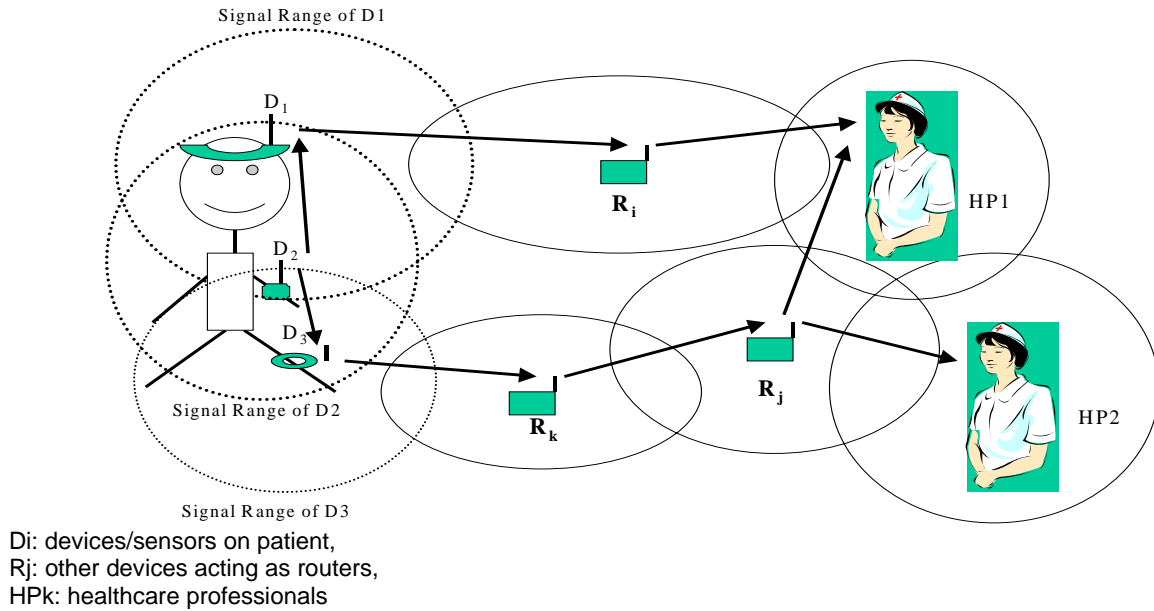 Signal Range of D1
D1
Ri
HP1
D2
D3
Rj
Signal Range of D2
Rk
HP2
Signal Range of D3
Di: devices/sensors on patient,
Rj: other devices acting as routers,
HPk: healthcare professionals